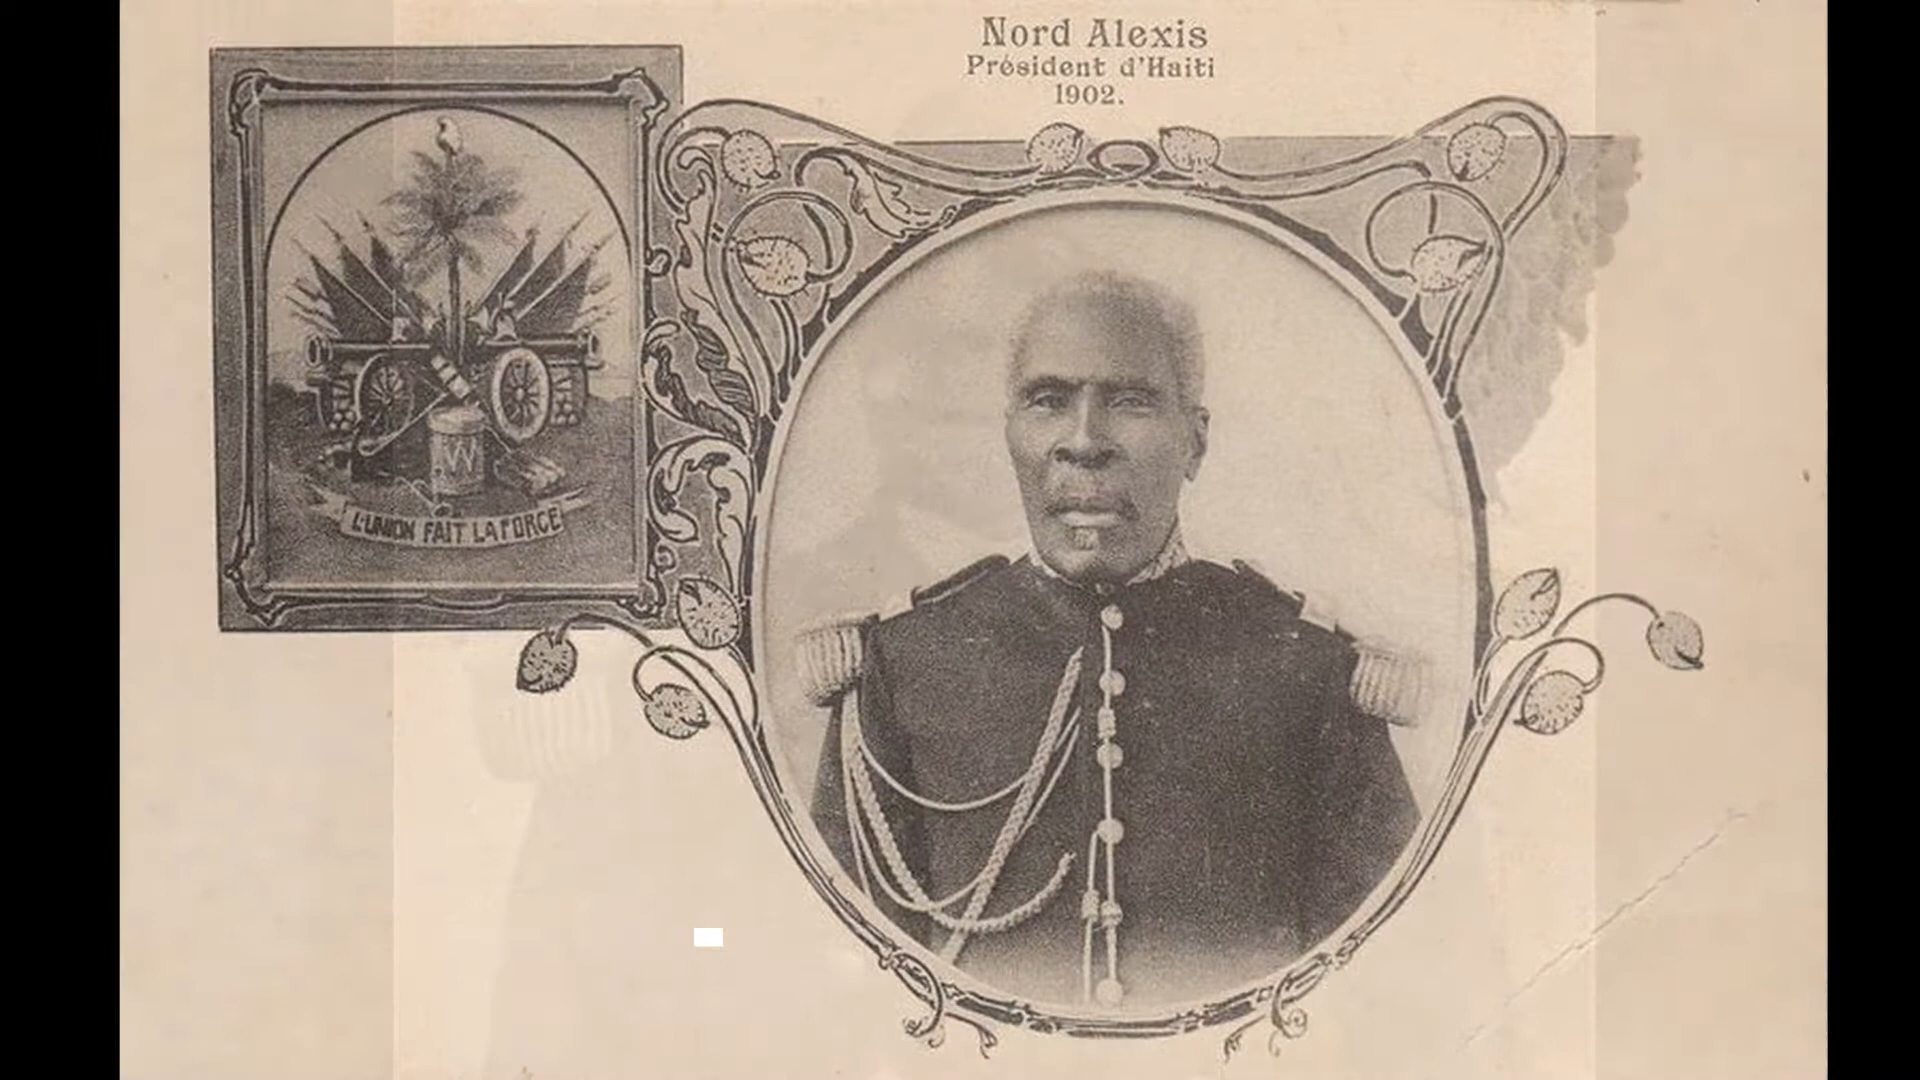 Nord Alexis
Président d'Haiti
1902.
L'UNION FAIT LA FORCE